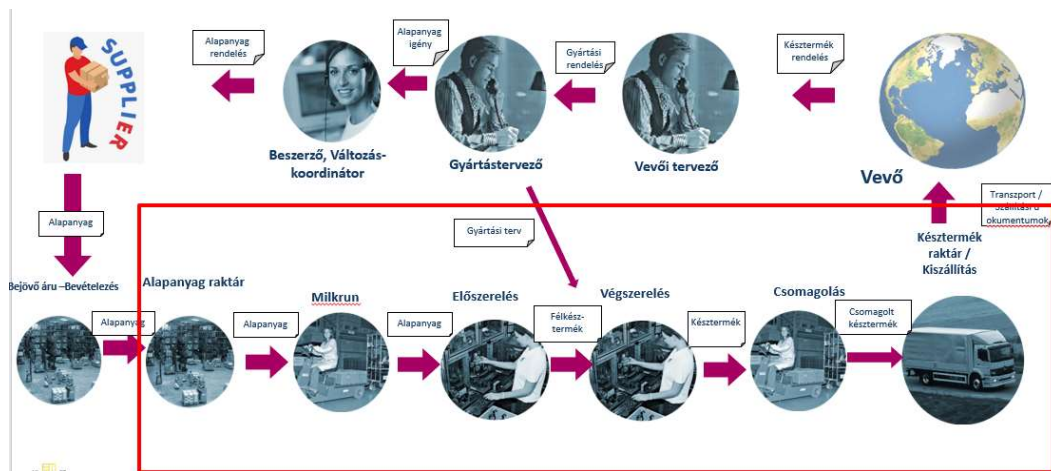 Alapanyag
rendelés
Alapanyag
igény
Gyártási
rendelés
Késztermék
rendelés
SUPPLIER
Beszerző, Változás-
koordinátor
Gyártástervező
Vevői tervező
Vevő
Alapanyag
Gyártási terv
Transzport /
Szállítási d
okumentumok
Késztermék
raktár /
Kiszállítás
Bejövő áru –Bevételezés
Alapanyag raktár
Milkrun
Előszerelés
Végszerelés
Csomagolás
Alapanyag
Alapanyag
Alapanyag
Félkész-
termék
Késztermék
Csomagolt
késztermék